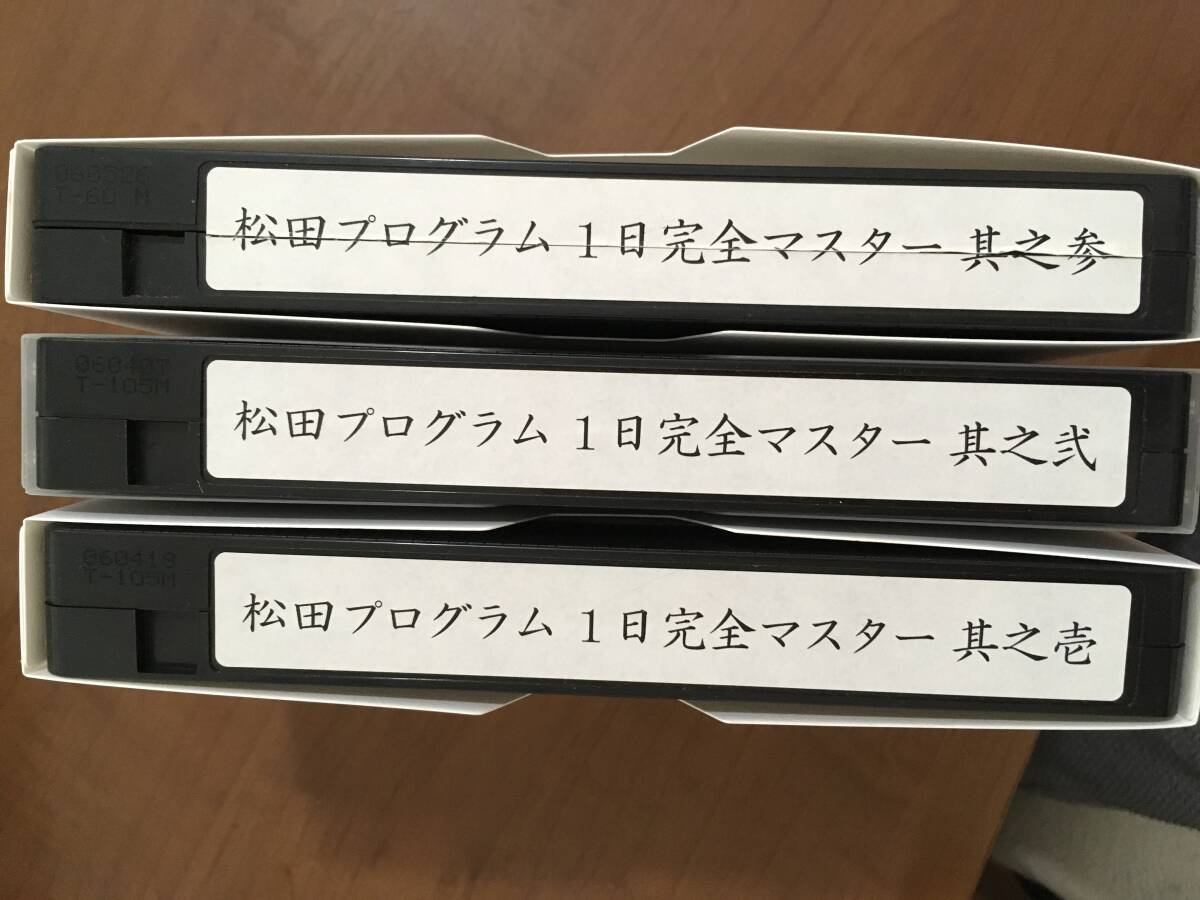 060526
T-60 M
松田プログラム 1日完全マスター 其之参
060407
T-105M
松田プログラム 1日完全マスター 其之弐
060419
T-105M
松田プログラム 1日完全マスター 其之壱